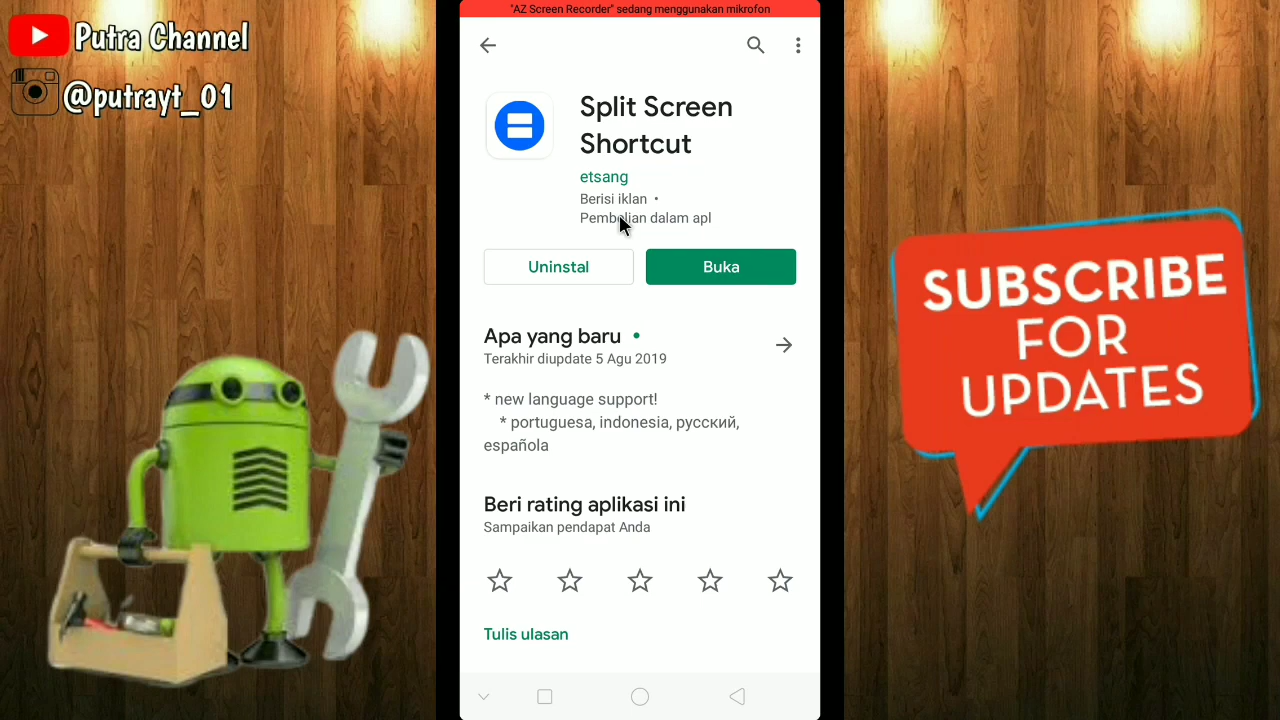 Putra Channel
@putrayt_01
"AZ Screen Recorder" sedang menggunakan mikrofon
Split Screen
Shortcut
etsang
Berisi iklan •
Pembelian dalam apl
Uninstal
Buka
Apa yang baru •
Terakhir diupdate 5 Agu 2019
* new language support!
* portuguesa, indonesia, русский,
española
Beri rating aplikasi ini
Sampaikan pendapat Anda
Tulis ulasan
SUBSCRIBE
FOR
UPDATES